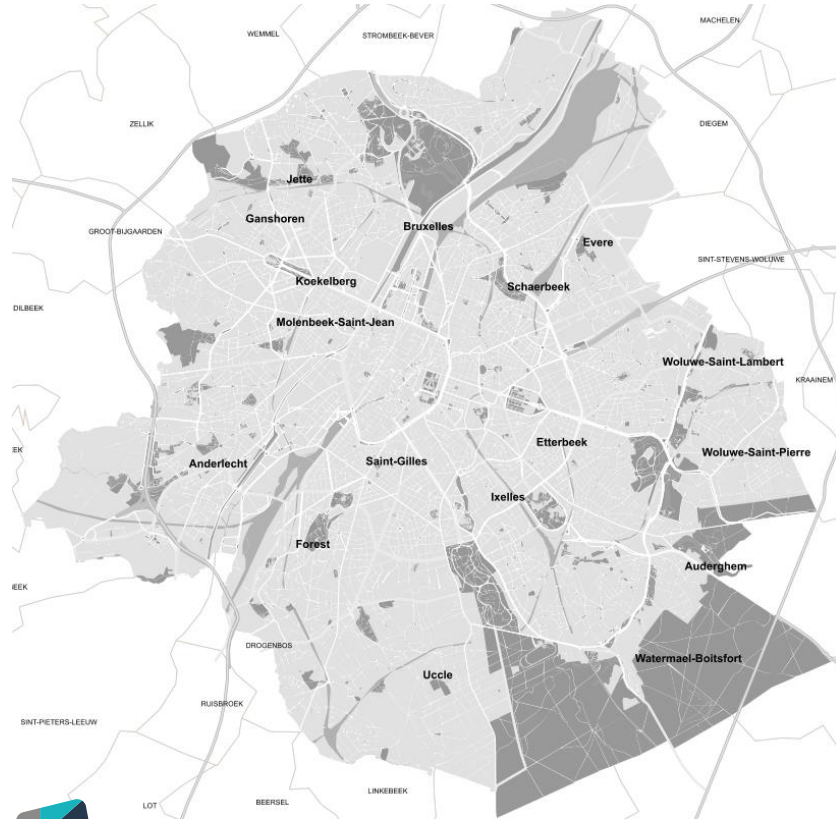 MACHELEN
WEMMEL
STROMBEEK-BEVER
ZELLIK
DIEGEM
Jette
Ganshoren
Bruxelles
GROOT-BIJGAARDEN
Evere
SINT-STEVENS-WOLUWE
Koekelberg
Schaerbeek
DILBEEK
Molenbeek-Saint-Jean
Woluwe-Saint-Lambert
KRAAINEM
Etterbeek
EEK
Woluwe-Saint-Pierre
Anderlecht
Saint-Gilles
Ixelles
Forest
Auderghem
BEEK
DROGENBOS
Watermael-Boitsfort
Uccle
RUISBROEK
SINT-PIETERS-LEEUW
LINKEBEEK
BEERSEL
LOT